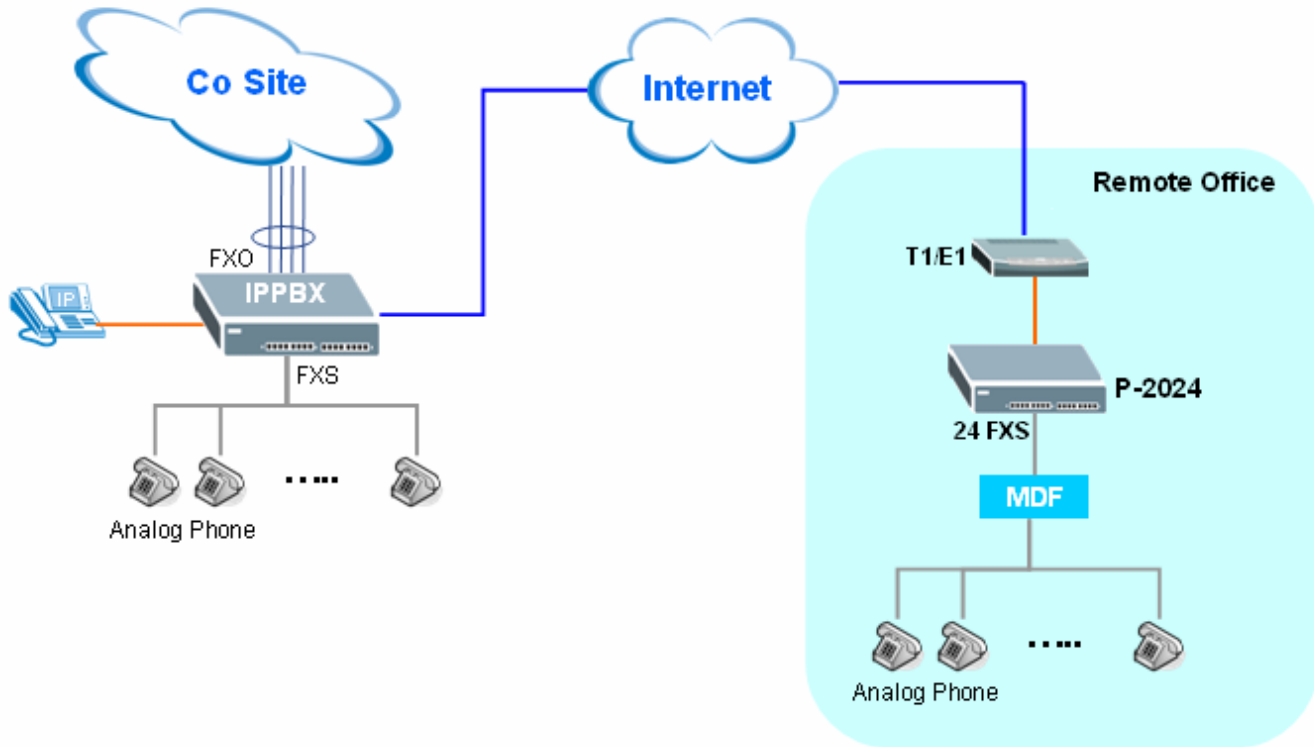 Co Site
Internet
Remote Office
FXO
T1/E1
IPPBX
IP
FXS
P-2024
24 FXS
.....
MDF
Analog Phone
.....
Analog Phone